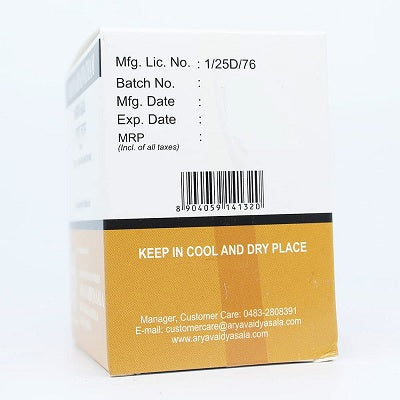 Mfg. Lic. No. : 1/25D/76
Batch No. :
Mfg. Date :
Exp. Date :
MRP :
(Incl. of all taxes)
8 904059 141320
KEEP IN COOL AND DRY PLACE
Manager, Customer Care: 0483-2808391
E-mail: customercare@aryavaidyasala.com
www.aryavaidyasala.com